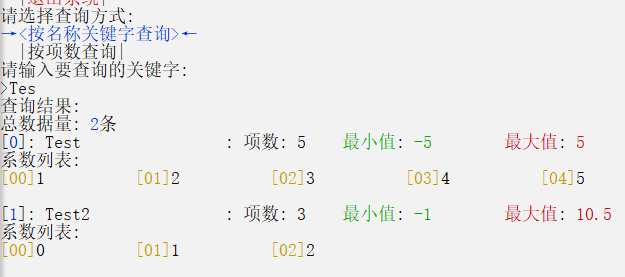 |退出系统|
请选择查询方式:
→<按名称关键字查询>←
|按项数查询|
请输入要查询的关键字:
>Tes
查询结果:
总数据量: 2条
[0]: Test : 项数: 5 最小值: -5 最大值: 5
系数列表:
[00]1 [01]2 [02]3 [03]4 [04]5
[1]: Test2 : 项数: 3 最小值: -1 最大值: 10.5
系数列表:
[00]0 [01]1 [02]2